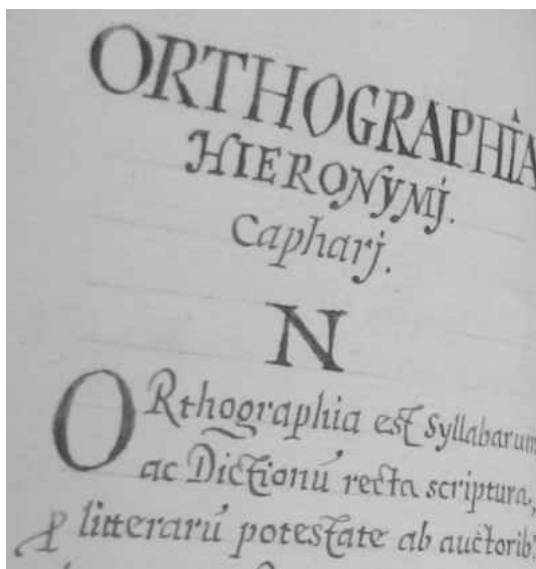 ORTHOGRAPHIA
HIERONYMJ.
Capharj.
N
ORthographia est Syllabarum
ac Dictionū recta scriptura,
litterarū potestate ab auctorib